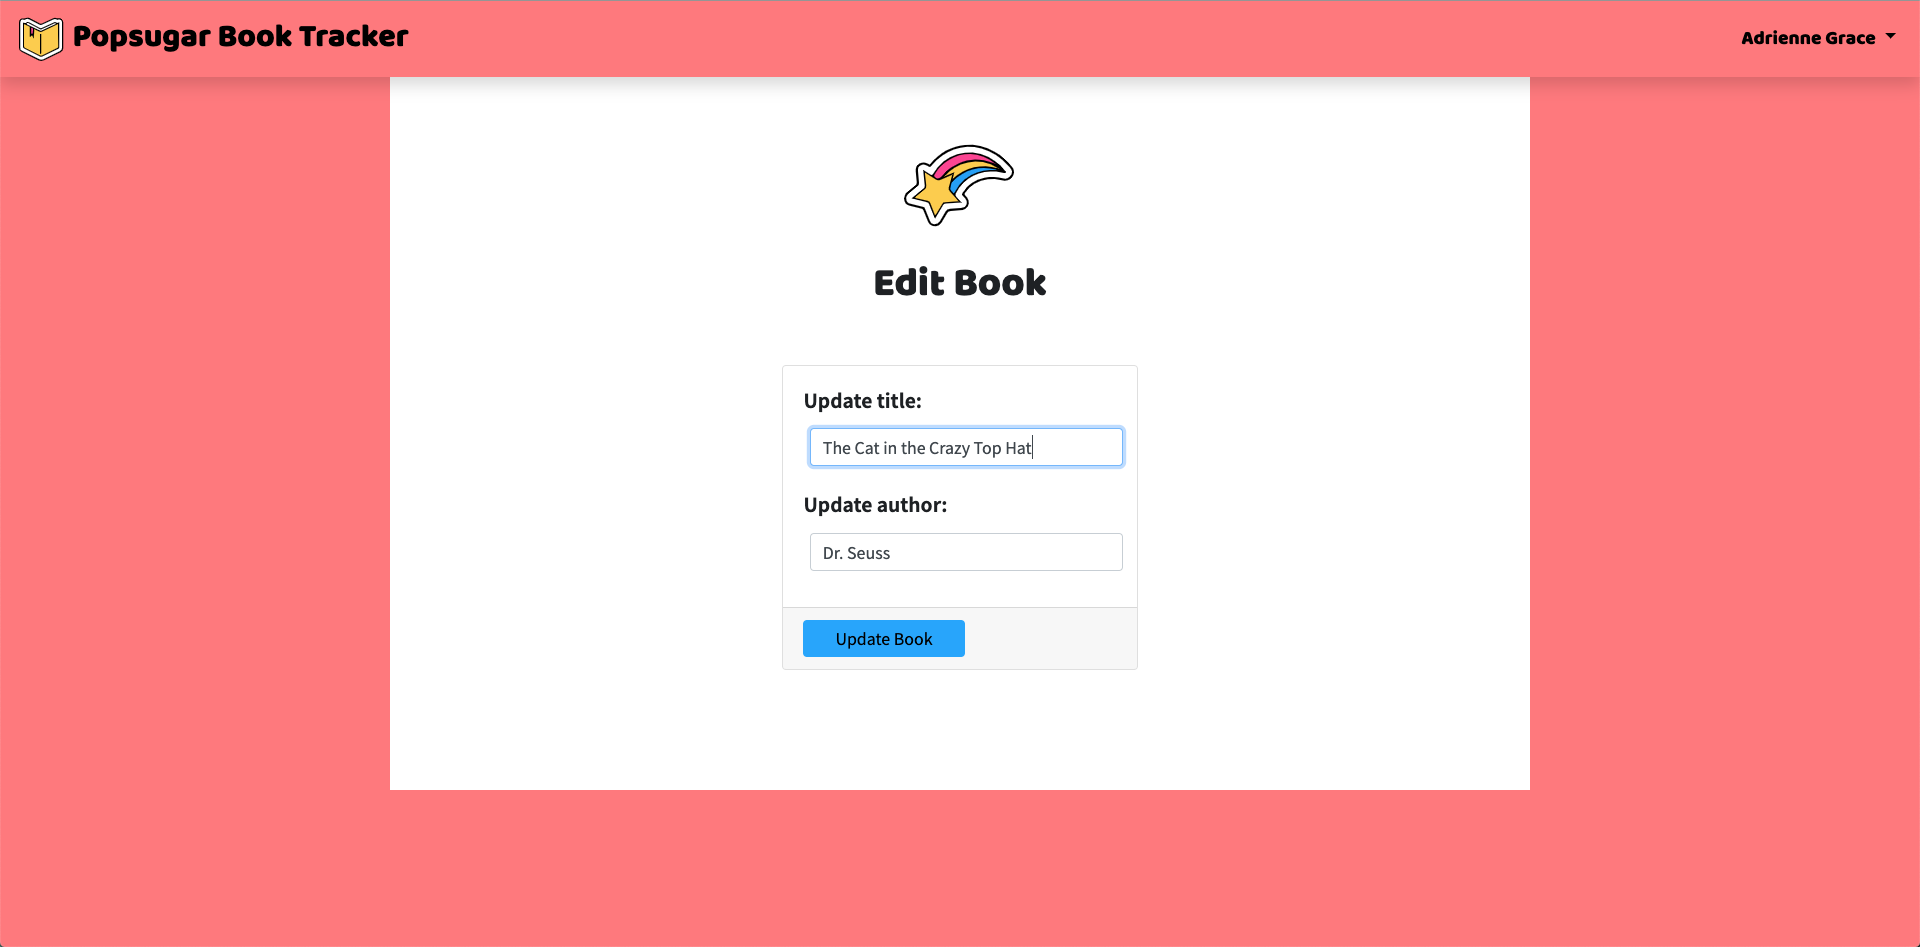 Popsugar Book Tracker
Adrienne Grace
Edit Book
Update title:
The Cat in the Crazy Top Hat
Update author:
Dr. Seuss
Update Book